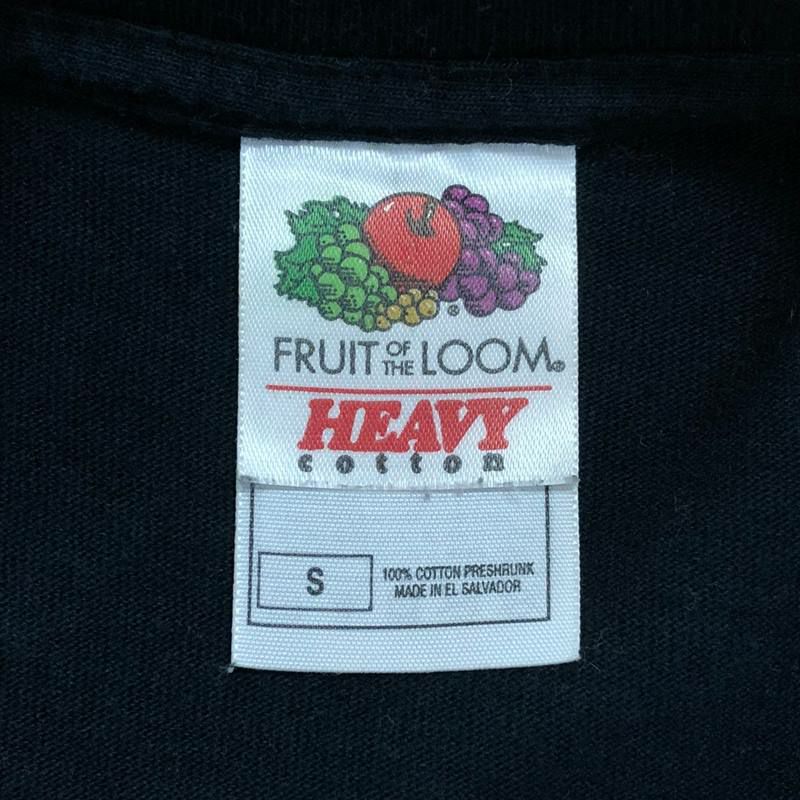 ®
FRUIT OF THE LOOM®
HEAVY
cotton
S
100% COTTON PRESHRUNK
MADE IN EL SALVADOR